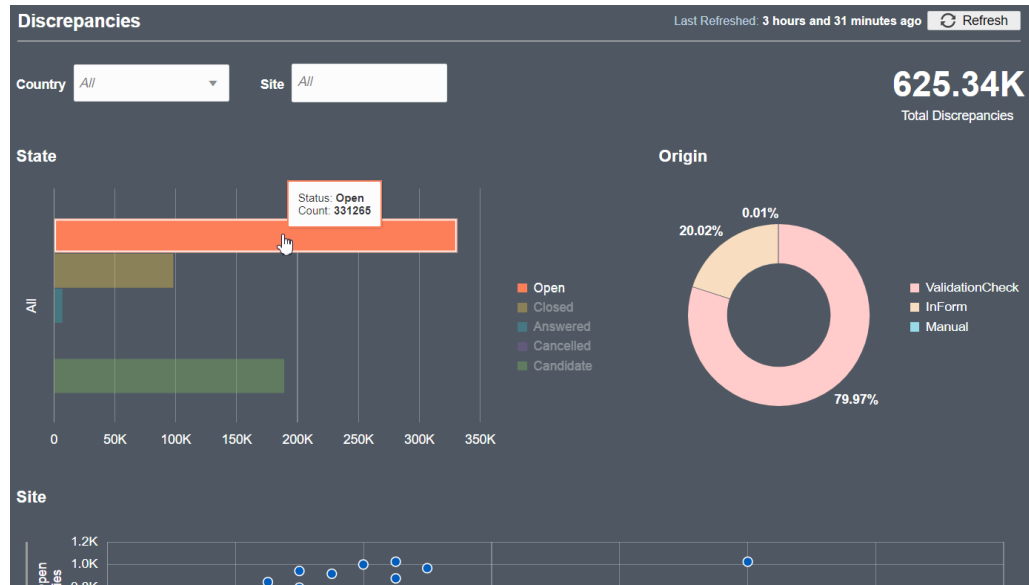 Discrepancies
Last Refreshed: 3 hours and 31 minutes ago
Refresh
Country
All
Site
All
625.34K
Total Discrepancies
State
Origin
Status: Open
Count: 331265
All
0 50K 100K 150K 200K 250K 300K 350K
Open
Closed
Answered
Cancelled
Candidate
0.01%
20.02%
79.97%
ValidationCheck
InForm
Manual
Site
1.2K
1.0K